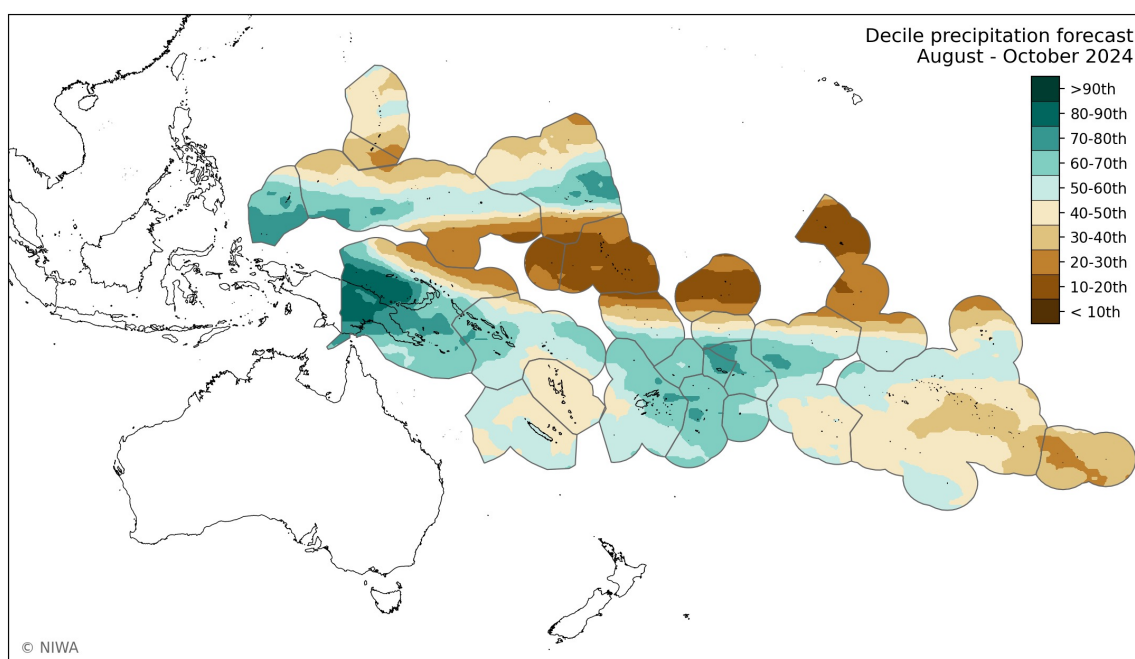 Decile precipitation forecast
August - October 2024
>90th
80-90th
70-80th
60-70th
50-60th
40-50th
30-40th
20-30th
10-20th
< 10th
© NIWA